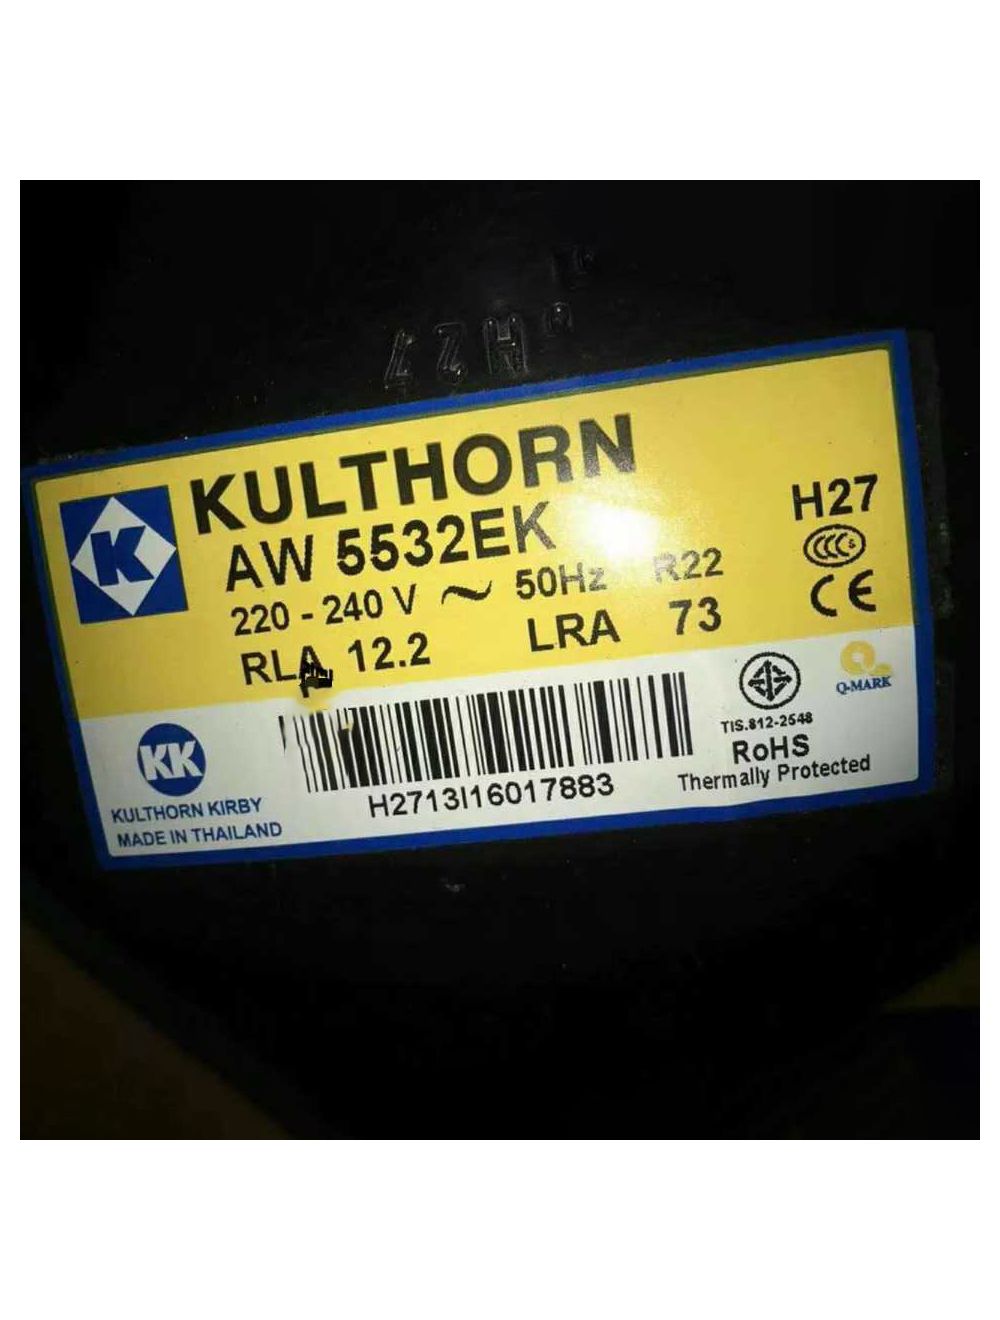 KULTHORN
AW 5532EK
H27
220 - 240 V ~ 50Hz R22
CE
RLA 12.2 LRA 73
K
Q-MARK
TIS.812-2548
KK
RoHS
H2713I16017883
Thermally Protected
KULTHORN KIRBY
MADE IN THAILAND